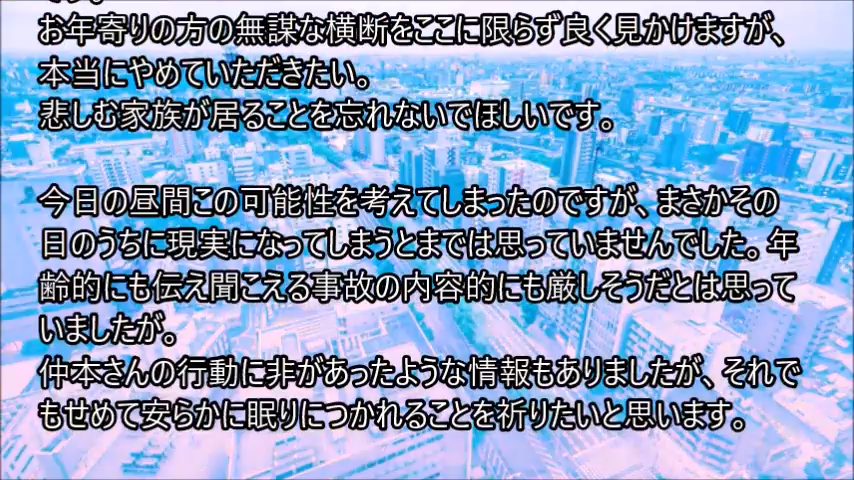 お年寄りの方の無謀な横断をここに限らず良く見かけますが、
本当にやめていただきたい。
悲しむ家族が居ることを忘れないでほしいです。
今日の昼間この可能性を考えてしまったのですが、まさかその
日のうちに現実になってしまうとまでは思っていませんでした。年
齢的にも伝え聞こえる事故の内容的にも厳しそうだとは思って
いましたが。
仲本さんの行動に非があったような情報もありましたが、それで
もせめて安らかに眠りにつかれることを祈りたいと思います。